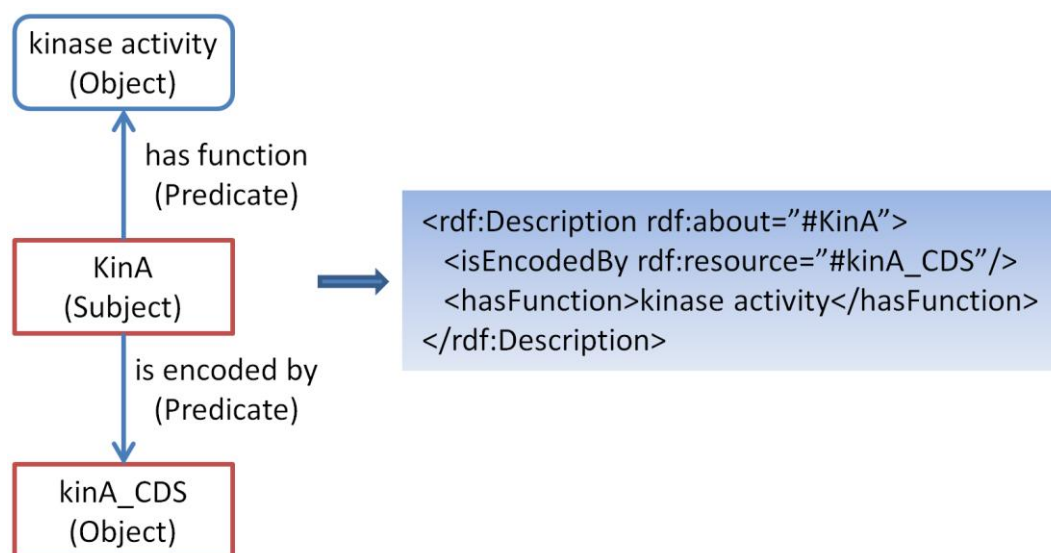 kinase activity
(Object)
has function
(Predicate)
KinA
(Subject)
is encoded by
(Predicate)
kinA_CDS
(Object)
<rdf:Description rdf:about=”#KinA”>
<isEncodedBy rdf:resource=”#kinA_CDS”/>
<hasFunction>kinase activity</hasFunction>
</rdf:Description>